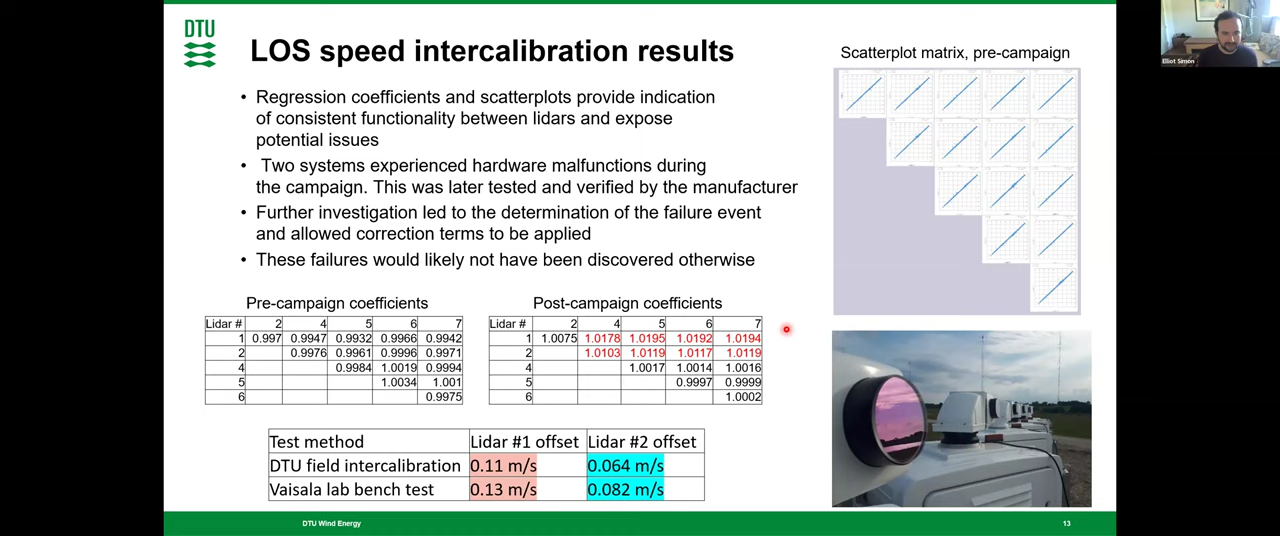 DTU
LOS speed intercalibration results
• Regression coefficients and scatterplots provide indication
of consistent functionality between lidars and expose
potential issues
• Two systems experienced hardware malfunctions during
the campaign. This was later tested and verified by the manufacturer
• Further investigation led to the determination of the failure event
and allowed correction terms to be applied
• These failures would likely not have been discovered otherwise
Pre-campaign coefficients
Lidar # 2 4 5 6 7
1 0.997 0.9947 0.9932 0.9966 0.9942
2 0.9976 0.9961 0.9996 0.9971
4 0.9984 1.0019 0.9994
5 1.0034 1.001
6 0.9975
Post-campaign coefficients
Lidar # 2 4 5 6 7
1 1.0075 1.0178 1.0195 1.0192 1.0194
2 1.0103 1.0119 1.0117 1.0119
4 1.0017 1.0014 1.0016
5 0.9997 0.9999
6 1.0002
Test method Lidar #1 offset Lidar #2 offset
DTU field intercalibration 0.11 m/s 0.064 m/s
Vaisala lab bench test 0.13 m/s 0.082 m/s
Scatterplot matrix, pre-campaign
Elliot Simon
DTU Wind Energy
13